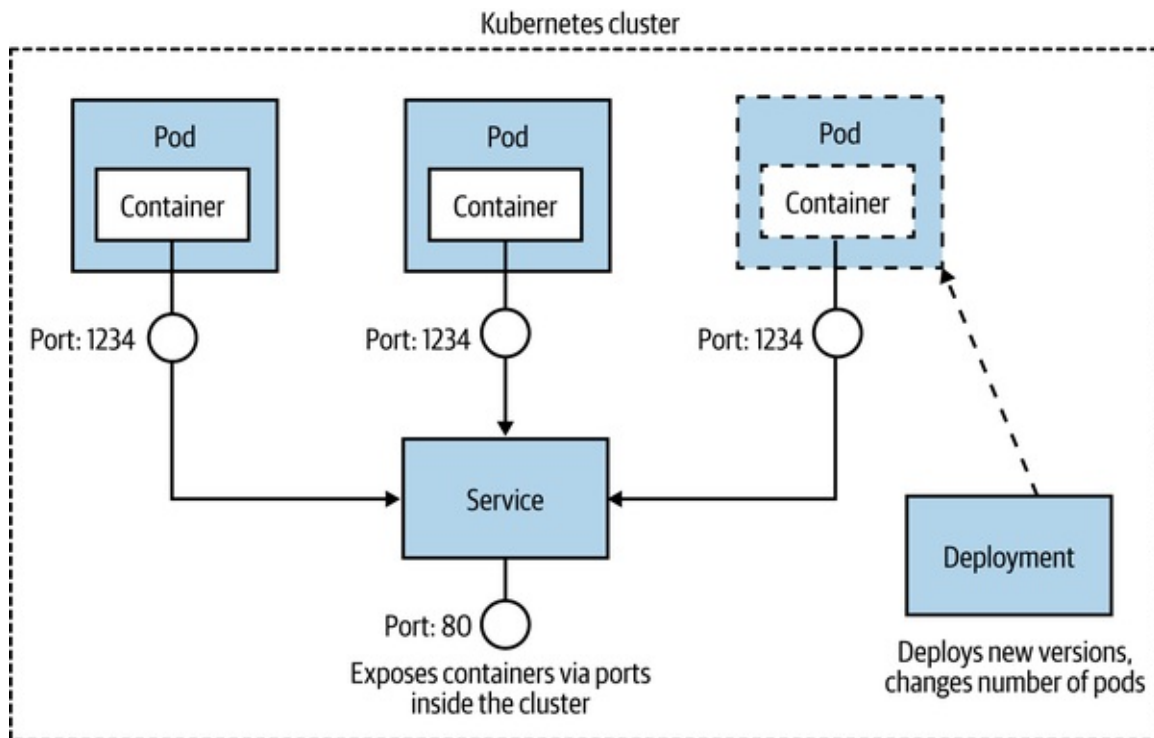 Kubernetes cluster
Pod
Container
Pod
Container
Pod
Container
Port: 1234
Port: 1234
Port: 1234
Service
Deployment
Port: 80
Exposes containers via ports
inside the cluster
Deploys new versions,
changes number of pods